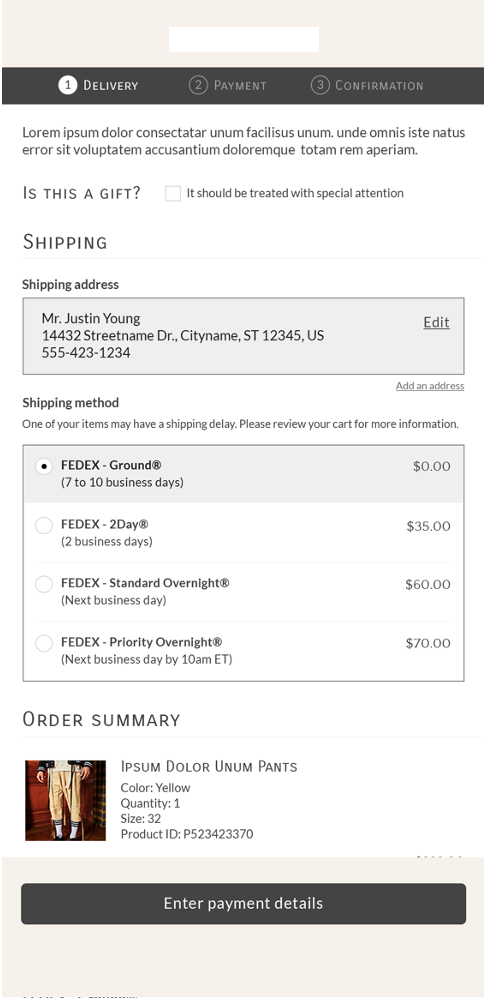 1 Delivery 2 Payment 3 Confirmation
Lorem ipsum dolor consectatur unum facilisus unum. unde omnis iste natus
error sit voluptatem accusantium doloremque totam rem aperiam.
Is this a gift? It should be treated with special attention
Shipping
Shipping address
Mr. Justin Young Edit
14432 Streetname Dr., Cityname, ST 12345, US
555-423-1234
Add an address
Shipping method
One of your items may have a shipping delay. Please review your cart for more information.
FEDEX - Ground® $0.00
(7 to 10 business days)
FEDEX - 2Day® $35.00
(2 business days)
FEDEX - Standard Overnight® $60.00
(Next business day)
FEDEX - Priority Overnight® $70.00
(Next business day by 10am ET)
Order summary
Ipsum Dolor Unum Pants
Color: Yellow
Quantity: 1
Size: 32
Product ID: P523423370
Enter payment details